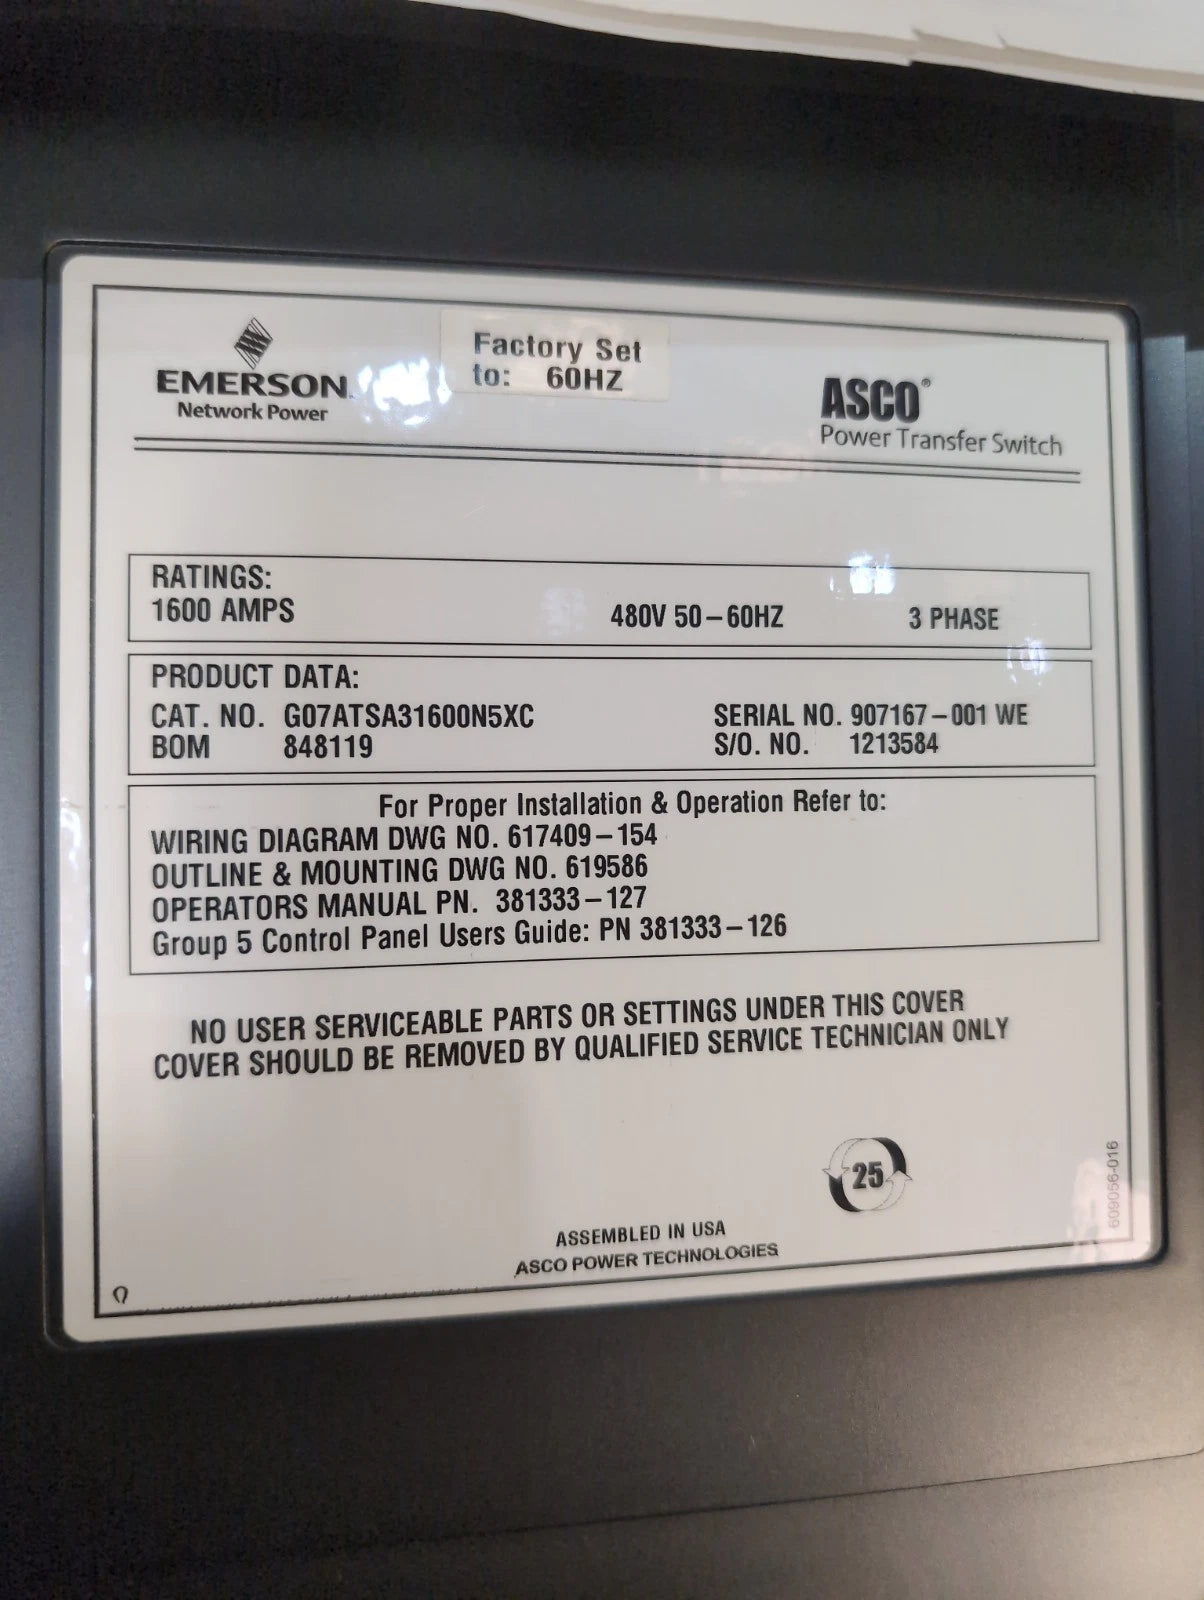 EMERSON.
Network Power
Factory Set
to: 60HZ
ASCO®
Power Transfer Switch
RATINGS:
1600 AMPS 480V 50-60HZ 3 PHASE
PRODUCT DATA:
CAT. NO. G07ATSA31600N5XC SERIAL NO. 907167-001 WE
BOM 848119 S/O. NO. 1213584
For Proper Installation & Operation Refer to:
WIRING DIAGRAM DWG NO. 617409-154
OUTLINE & MOUNTING DWG NO. 619586
OPERATORS MANUAL PN. 381333-127
Group 5 Control Panel Users Guide: PN 381333-126
NO USER SERVICEABLE PARTS OR SETTINGS UNDER THIS COVER
COVER SHOULD BE REMOVED BY QUALIFIED SERVICE TECHNICIAN ONLY
25
609056-016
ASSEMBLED IN USA
ASCO POWER TECHNOLOGIES